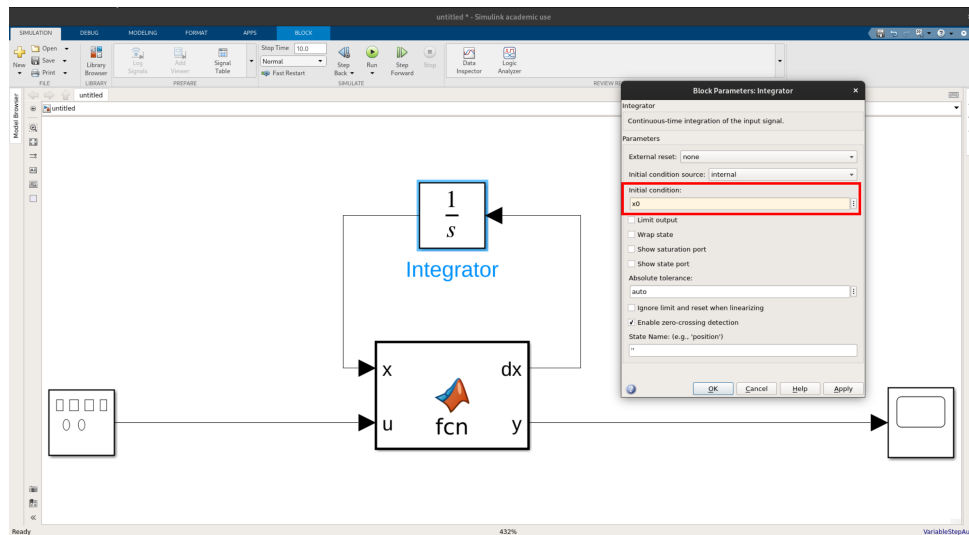 untitled * - Simulink academic use
SIMULATION DEBUG MODELING FORMAT APPS BLOCK
New
Open
Save
Print
FILE
Library
Browser
LIBRARY
Log
Signals
Add
Viewer
Signal
Table
PREPARE
Stop Time 10.0
Normal
Fast Restart
Step
Back
Run
Step
Forward
Stop
SIMULATE
Data
Inspector
Logic
Analyzer
REVIEW RE
Model Browser
untitled
untitled
Block Parameters: Integrator
Integrator
Continuous-time integration of the input signal.
Parameters
External reset: none
Initial condition source: internal
Initial condition:
x0
Limit output
Wrap state
Show saturation port
Show state port
Absolute tolerance:
auto
Ignore limit and reset when linearizing
Enable zero-crossing detection
State Name: (e.g., 'position')
''
OK Cancel Help Apply
1
s
Integrator
x dx
u fcn y
Ready 432% VariableStepAu